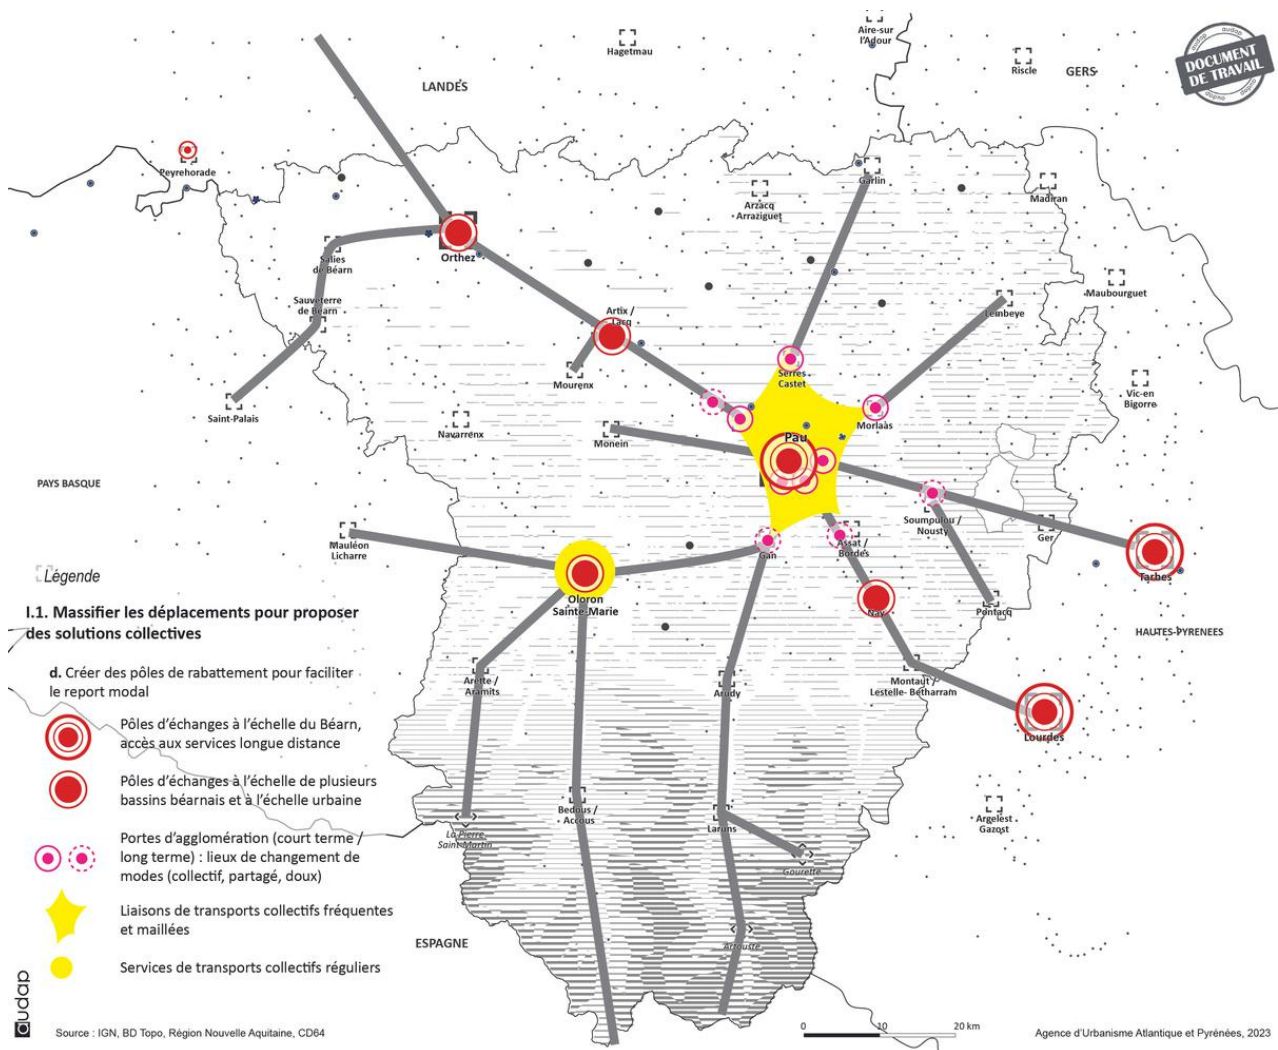 Aire-sur
l'Adour
Hagetmau
Riscle
GERS
audap
DOCUMENT
DE TRAVAIL
audap
LANDES
Peyrehorade
Garlin
Madiran
Arzacq
Arraziguet
Orthez
Salies
de Béarn
Maubourguet
Sauveterre
de Béarn
Artix /
Lacq
Lembeye
Mourenx
Serres
Castet
Vic-en
Bigorre
Saint-Palais
Navarrenx
Monein
Morlaàs
Pau
PAYS BASQUE
Soumpulou /
Nousty
Ger
Mauléon
Licharre
Gan
Assat /
Bordes
Tarbes
Oloron
Sainte-Marie
Nay
Pontacq
HAUTES-PYRENEES
Arette /
Aramits
Arudy
Montaut /
Lestelle- Betharram
Lourdes
Bedous /
Accous
Laruns
Argelest
Gazost
La Pierre
Saint-Martin
Gourette
Artouste
ESPAGNE
Légende
I.1. Massifier les déplacements pour proposer
des solutions collectives
d. Créer des pôles de rabattement pour faciliter
le report modal
Pôles d'échanges à l'échelle du Béarn,
accès aux services longue distance
Pôles d'échanges à l'échelle de plusieurs
bassins béarnais et à l'échelle urbaine
Portes d'agglomération (court terme /
long terme) : lieux de changement de
modes (collectif, partagé, doux)
Liaisons de transports collectifs fréquentes
et maillées
Services de transports collectifs réguliers
audap
Source : IGN, BD Topo, Région Nouvelle Aquitaine, CD64
0 10 20 km
Agence d'Urbanisme Atlantique et Pyrénées, 2023